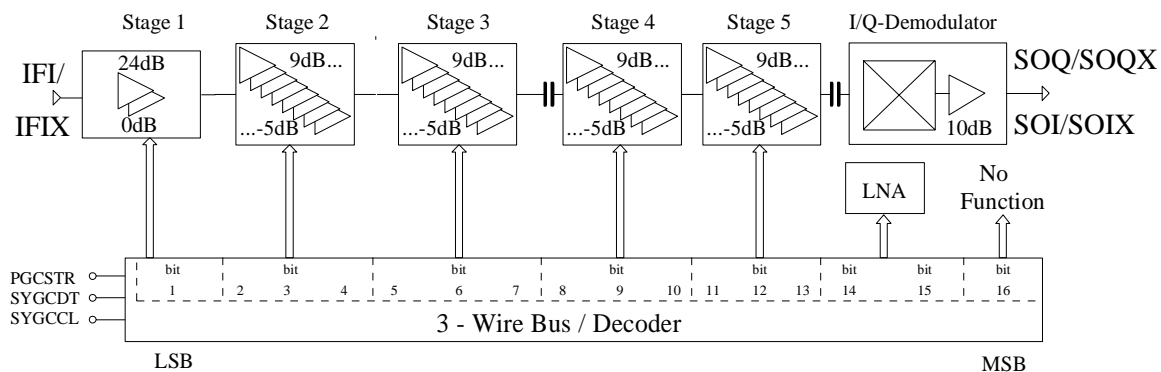 Stage 1 Stage 2 Stage 3 Stage 4 Stage 5 I/Q-Demodulator
24dB 9dB... 9dB... 9dB... 9dB...
IFI/ SOQ/SOQX
IFIX SOI/SOIX
0dB ...-5dB ...-5dB ...-5dB ...-5dB 10dB
LNA No
Function
bit bit bit bit bit bit bit bit
PGCSTR
1 2 3 4 5 6 7 8 9 10 11 12 13 14 15 16
SYGCDT
SYGCCL
3 - Wire Bus / Decoder
LSB MSB